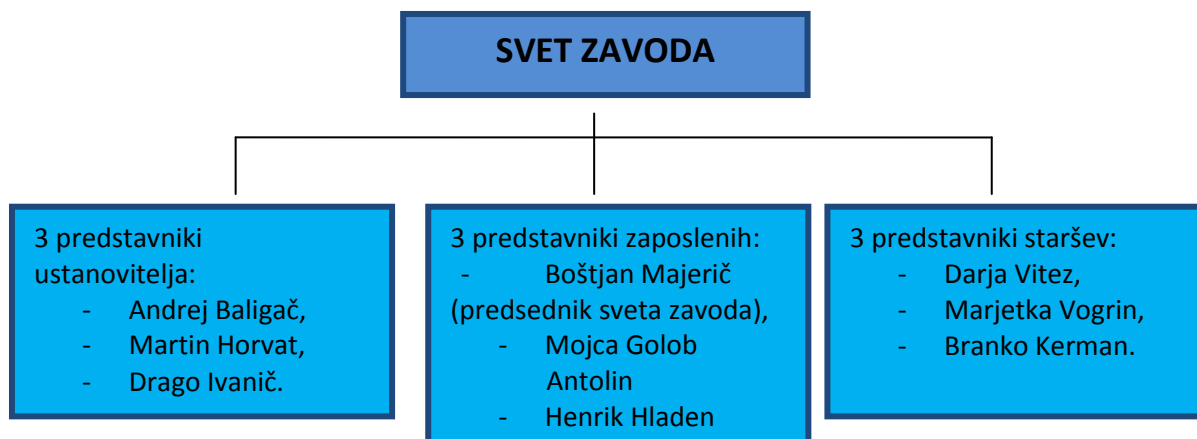 SVET ZAVODA
3 predstavniki
ustanovitelja:
- Andrej Baligač,
- Martin Horvat,
- Drago Ivanič.
3 predstavniki zaposlenih:
- Boštjan Majerič
(predsednik sveta zavoda),
- Mojca Golob
Antolin
- Henrik Hladen
3 predstavniki staršev:
- Darja Vitez,
- Marjetka Vogrin,
- Branko Kerman.